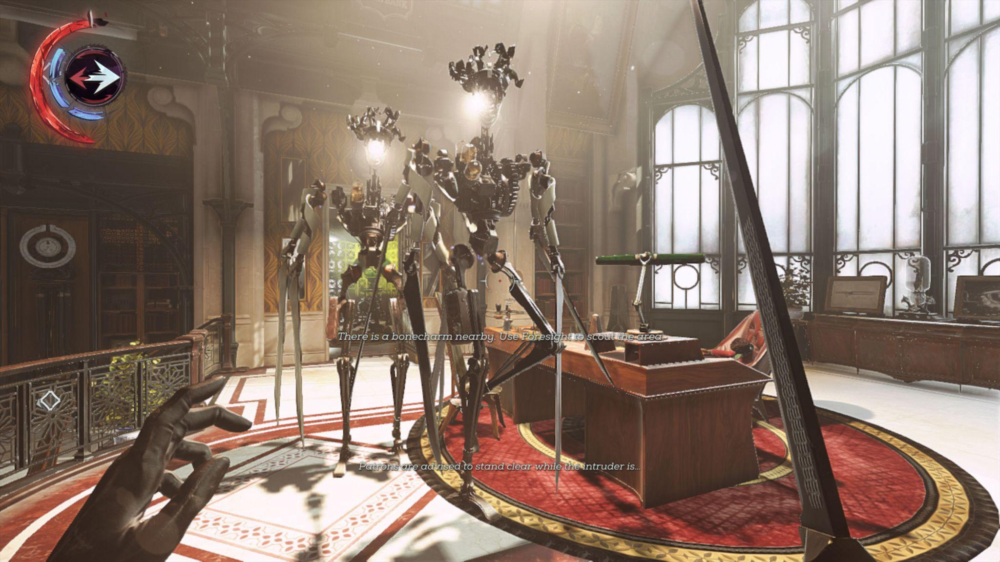 There is a bonecharm nearby. Use Foresight to scout the area.
Patrons are advised to stand clear while the intruder is...